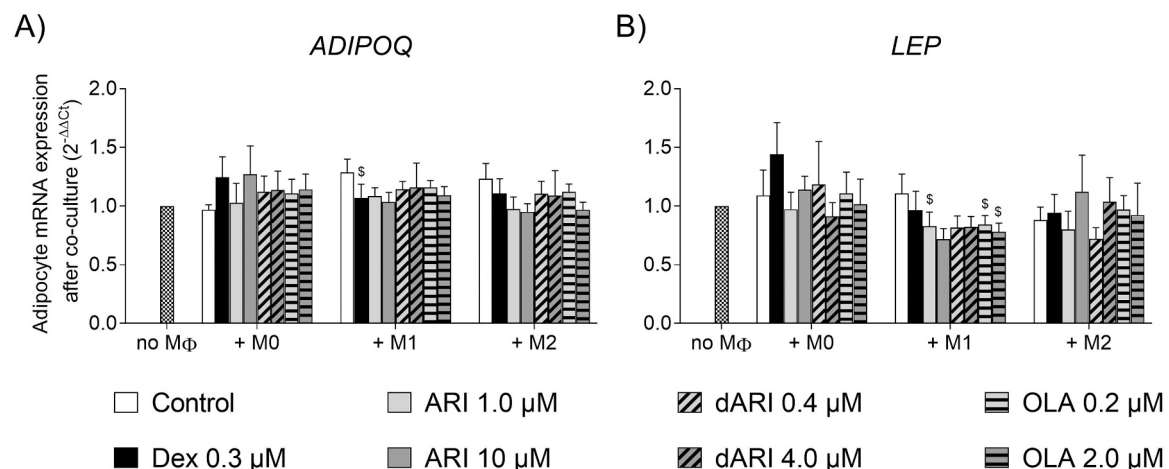 A)
ADIPOQ
Adipocyte mRNA expression
after co-culture (2^-ΔΔCt)
2.0
1.5
1.0
0.5
0.0
$
no MΦ + M0 + M1 + M2
B)
LEP
2.0
1.5
1.0
0.5
0.0
$ $ $
no MΦ + M0 + M1 + M2
Control ARI 1.0 µM dARI 0.4 µM OLA 0.2 µM
Dex 0.3 µM ARI 10 µM dARI 4.0 µM OLA 2.0 µM